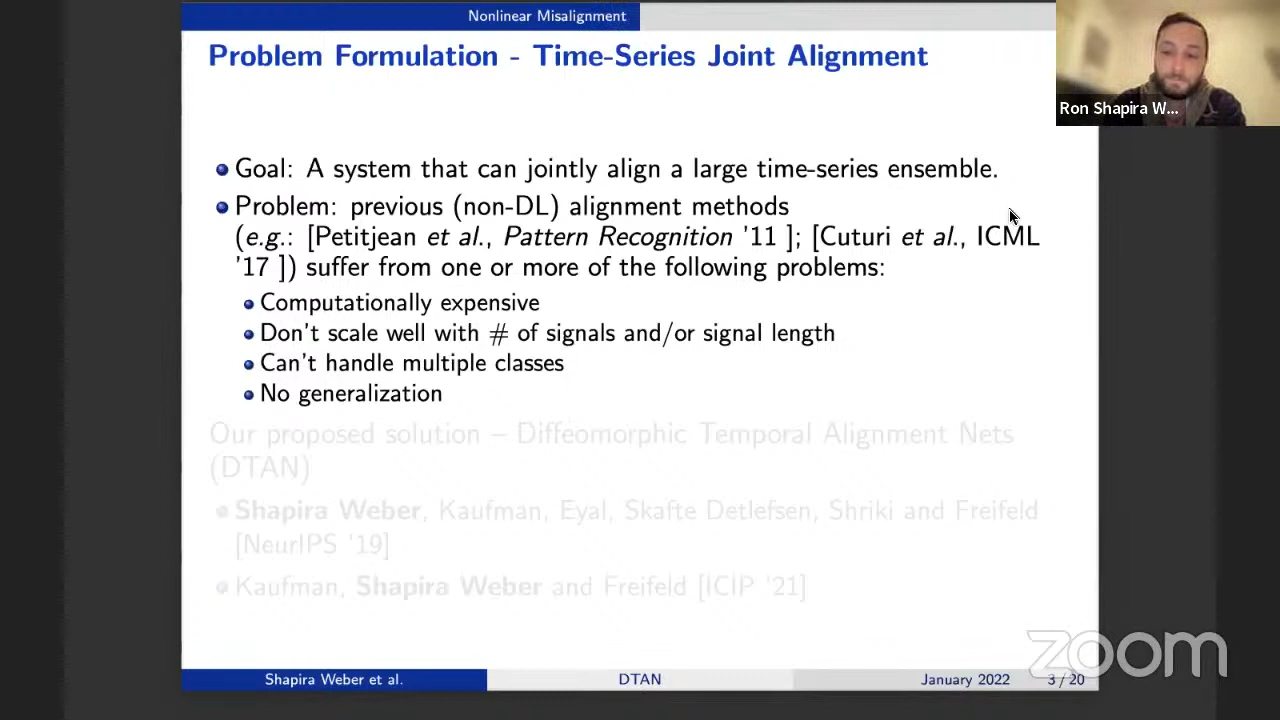 Nonlinear Misalignment
Problem Formulation - Time-Series Joint Alignment
Ron Shapira W...
Goal: A system that can jointly align a large time-series ensemble.
Problem: previous (non-DL) alignment methods
(e.g.: [Petitjean et al., Pattern Recognition '11 ]; [Cuturi et al., ICML
'17 ]) suffer from one or more of the following problems:
Computationally expensive
Don't scale well with # of signals and/or signal length
Can't handle multiple classes
No generalization
Our proposed solution – Diffeomorphic Temporal Alignment Nets
(DTAN)
Shapira Weber, Kaufman, Eyal, Skafte Detlefsen, Shriki and Freifeld
[NeurIPS '19]
Kaufman, Shapira Weber and Freifeld [ICIP '21]
zoom
Shapira Weber et al. DTAN January 2022 3 / 20